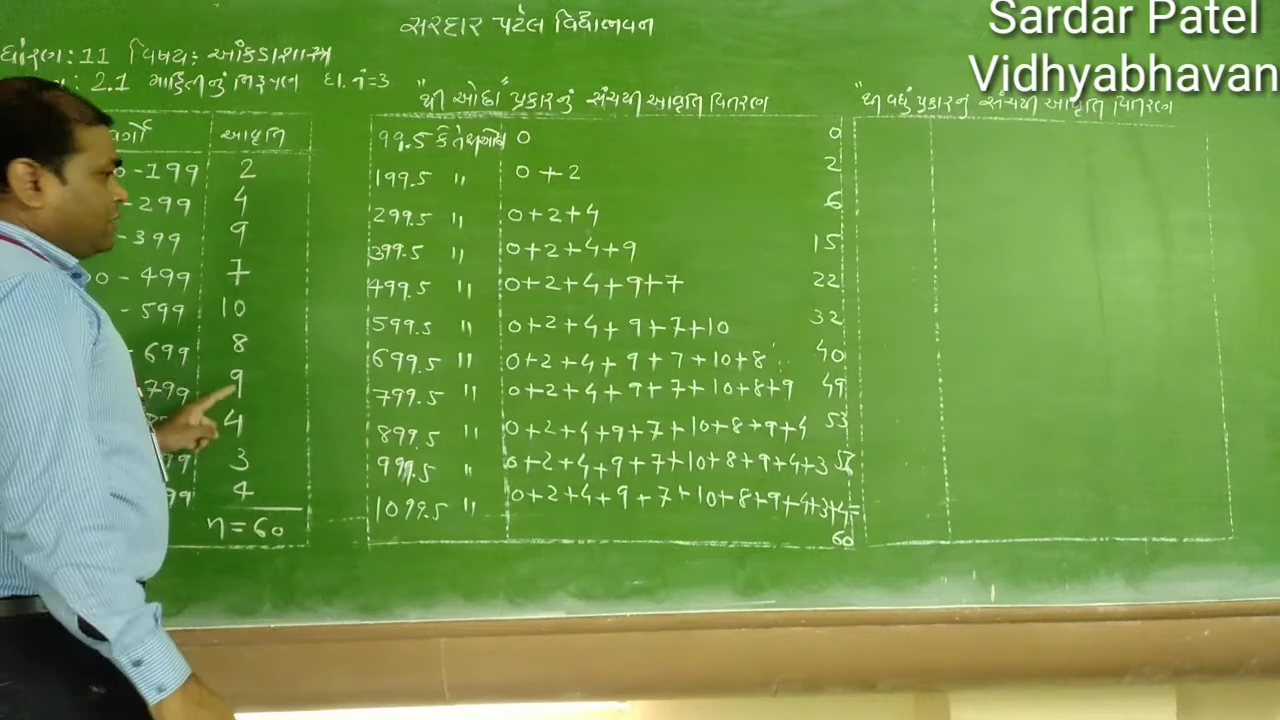 Sardar Patel
Vidhyabhavan
સરદાર પટેલ વિદ્યાભવન
ધોરણ: 11 વિષય: આંકડાશાસ્ત્ર
: 2.1 માહિતીનું નિરૂપણ દા.નં=3
"થી ઓછા" પ્રકારનું સંચયી આવૃત્તિ વિતરણ
"થી વધુ પ્રકારનું સંચયી આવૃત્તિ વિતરણ
વર્ગો આવૃત્તિ
0-199 2
-299 4
-399 9
00-499 7
-599 10
-699 8
-799 9
4
99 3
99 4
n=60
99.5 કે તેથી ઓછા 0 0
199.5 " 0+2 2
299.5 " 0+2+4 6
399.5 " 0+2+4+9 15
499.5 " 0+2+4+9+7 22
599.5 " 0+2+4+9+7+10 32
699.5 " 0+2+4+9+7+10+8 40
799.5 " 0+2+4+9+7+10+8+9 49
899.5 " 0+2+4+9+7+10+8+9+4 53
999.5 " 0+2+4+9+7+10+8+9+4+3
1099.5 " 0+2+4+9+7+10+8+9+4+3+4=
60